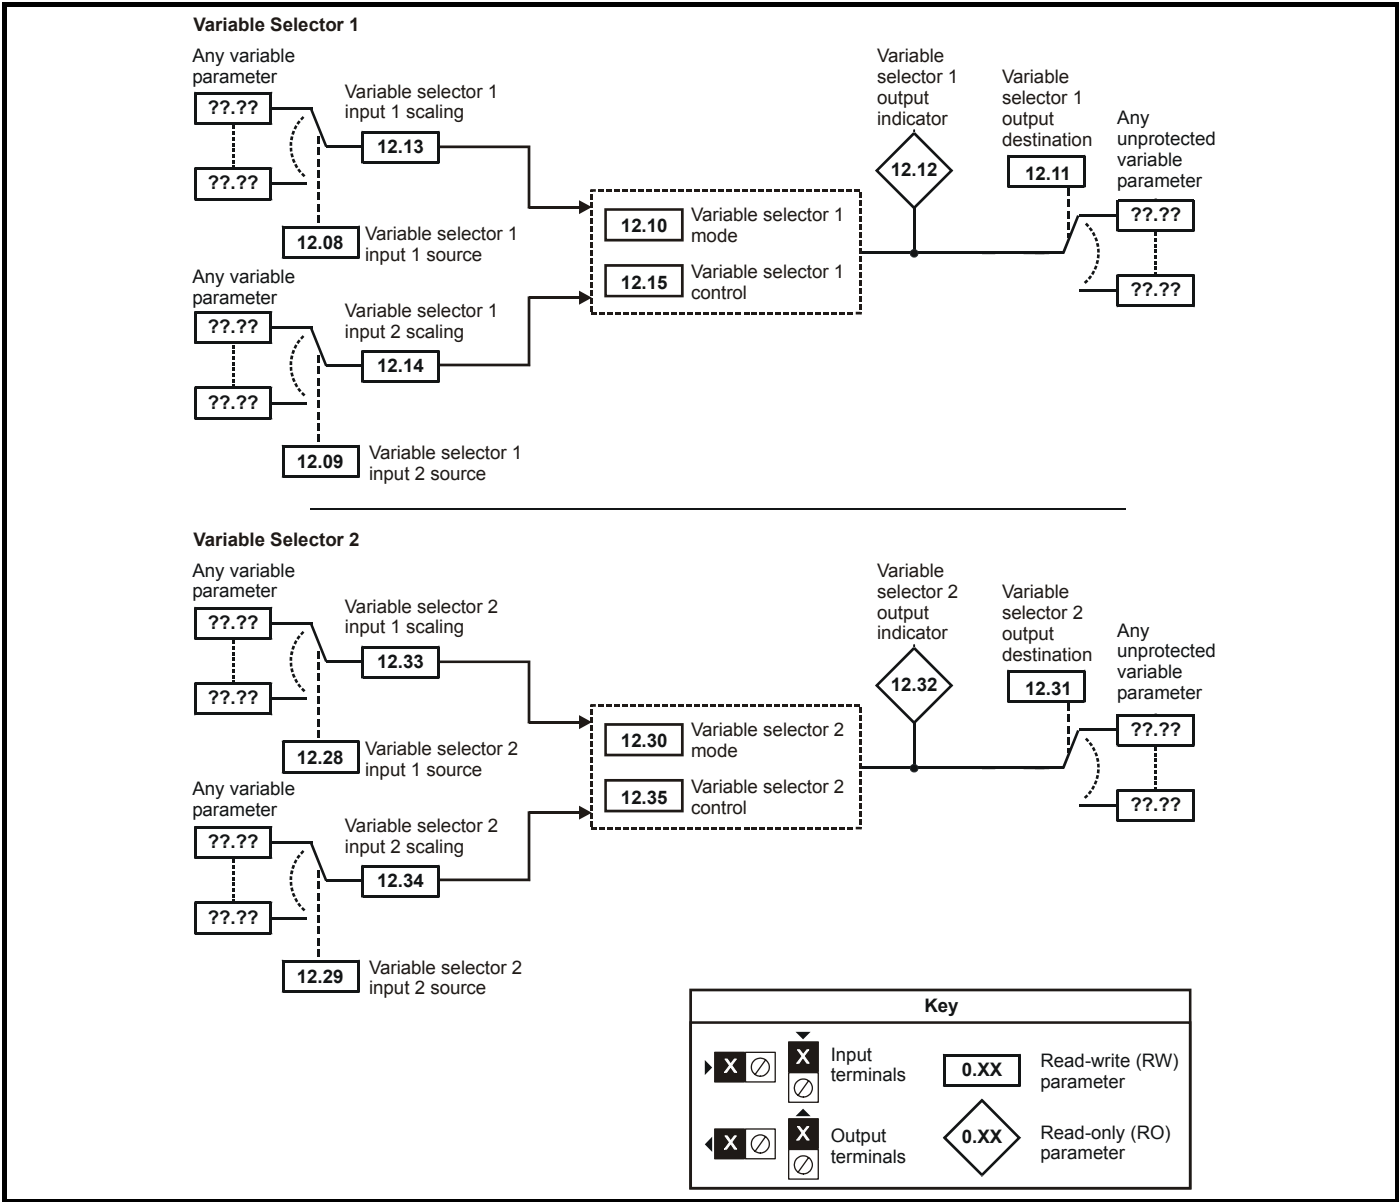 Variable Selector 1
Any variable
parameter
??.??
??.??
Variable selector 1
input 1 scaling
12.13
12.08
Variable selector 1
input 1 source
Any variable
parameter
??.??
??.??
Variable selector 1
input 2 scaling
12.14
12.09
Variable selector 1
input 2 source
12.10
Variable selector 1
mode
12.15
Variable selector 1
control
Variable
selector 1
output
indicator
12.12
Variable
selector 1
output
destination
12.11
Any
unprotected
variable
parameter
??.??
??.??
Variable Selector 2
Any variable
parameter
??.??
??.??
Variable selector 2
input 1 scaling
12.33
12.28
Variable selector 2
input 1 source
Any variable
parameter
??.??
??.??
Variable selector 2
input 2 scaling
12.34
12.29
Variable selector 2
input 2 source
12.30
Variable selector 2
mode
12.35
Variable selector 2
control
Variable
selector 2
output
indicator
12.32
Variable
selector 2
output
destination
12.31
Any
unprotected
variable
parameter
??.??
??.??
Key
X
X
Input
terminals
0.XX
Read-write (RW)
parameter
X
X
Output
terminals
0.XX
Read-only (RO)
parameter